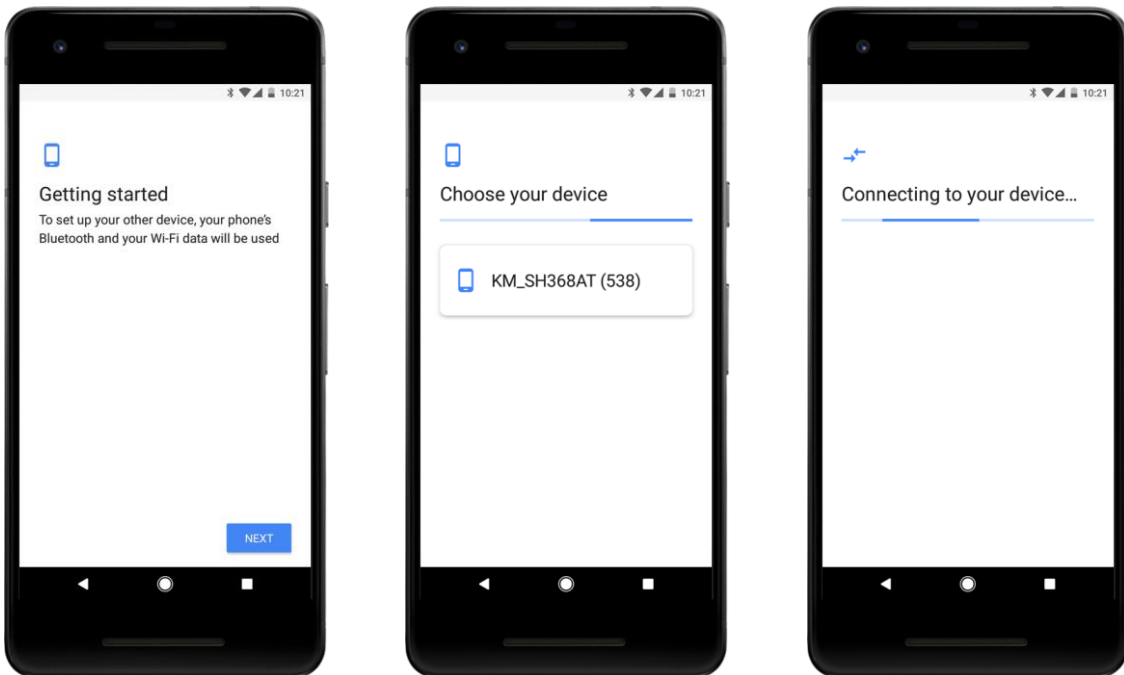 10:21
Getting started
To set up your other device, your phone's
Bluetooth and your Wi-Fi data will be used
NEXT
10:21
Choose your device
KM_SH368AT (538)
10:21
Connecting to your device...